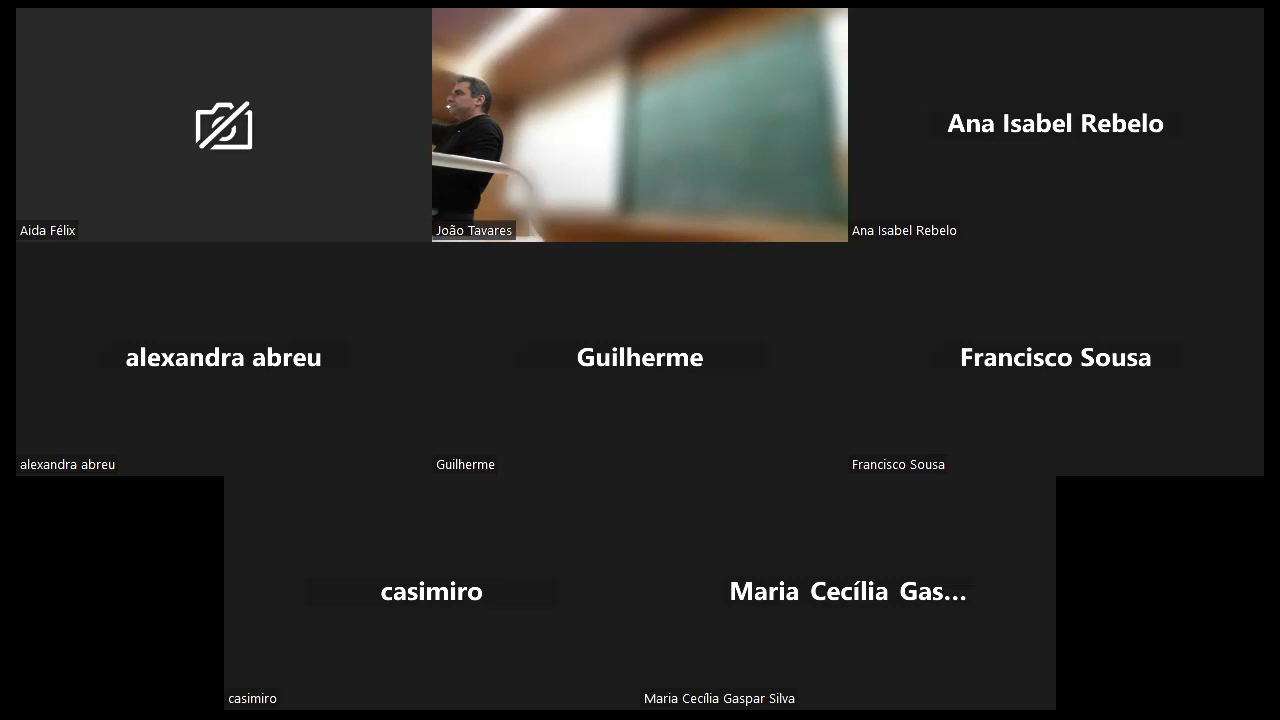 Aida Félix
João Tavares
Ana Isabel Rebelo
Ana Isabel Rebelo
alexandra abreu
alexandra abreu
Guilherme
Guilherme
Francisco Sousa
Francisco Sousa
casimiro
casimiro
Maria Cecília Gas...
Maria Cecília Gaspar Silva